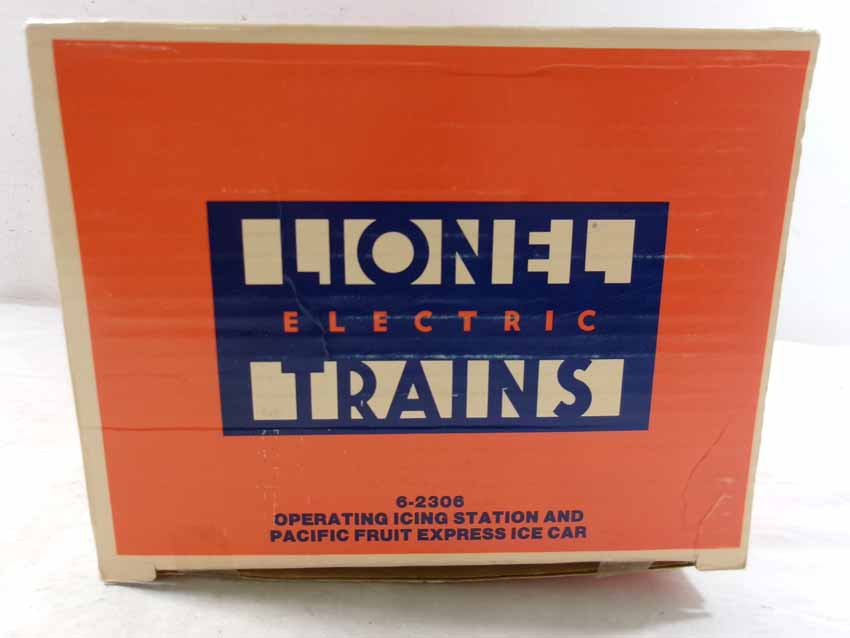 LIONEL
ELECTRIC
TRAINS
6-2306
OPERATING ICING STATION AND
PACIFIC FRUIT EXPRESS ICE CAR